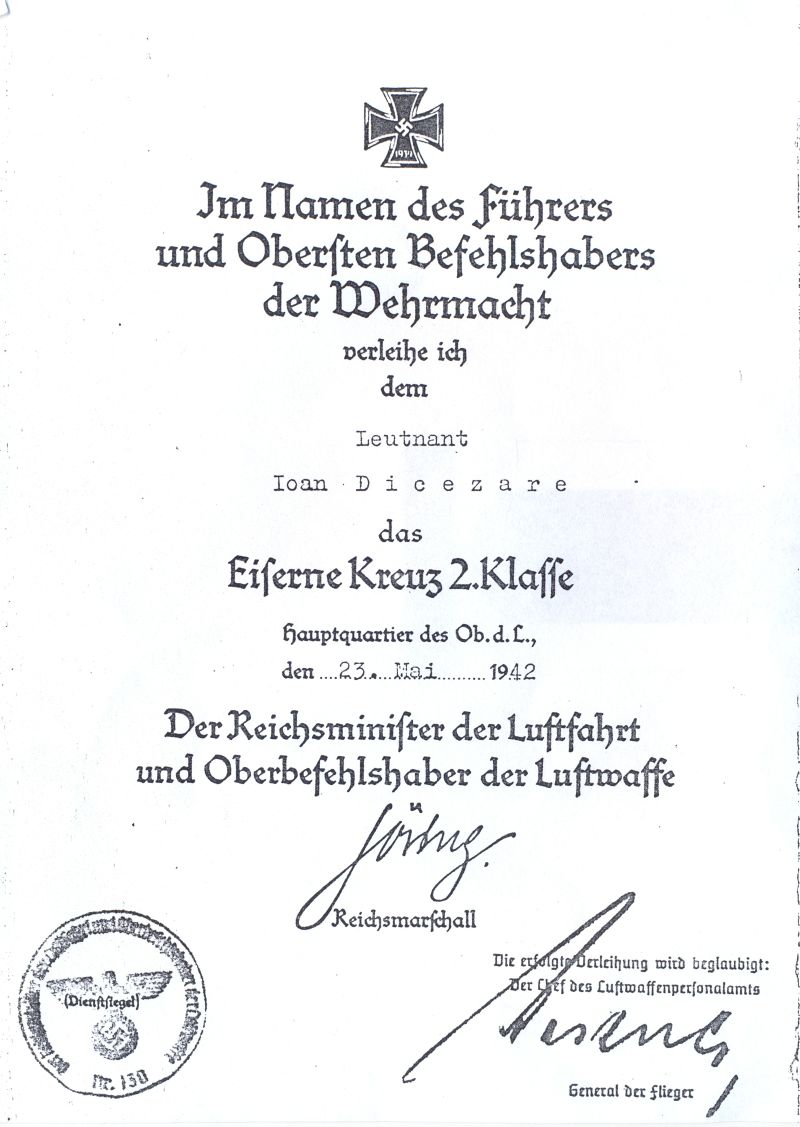 1939
Im Namen des Führers
und Obersten Befehlshabers
der Wehrmacht
verleihe ich
dem
Leutnant
Ioan Dicezare
das
Eiserne Kreuz 2.Klasse
Hauptquartier des Ob.d.L.,
den 23. Mai 1942
Der Reichsminister der Luftfahrt
und Oberbefehlshaber der Luftwaffe
Göring.
Reichsmarschall
Die erfolgte Verleihung wird beglaubigt:
Der Chef des Luftwaffenpersonalamts
General der Flieger
(Dienstsiegel)
Nr. 130